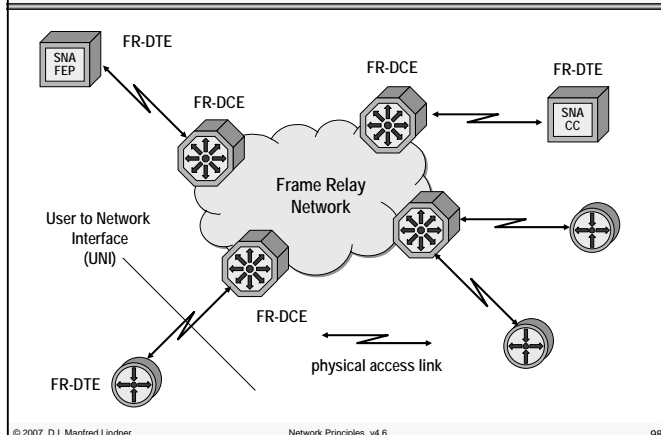 FR-DTE
SNA
FEP
FR-DCE
FR-DCE
FR-DTE
SNA
CC
Frame Relay
Network
User to Network
Interface
(UNI)
FR-DCE
physical access link
FR-DTE
© 2007, D.I. Manfred Lindner
Network Principles, v4.6
98